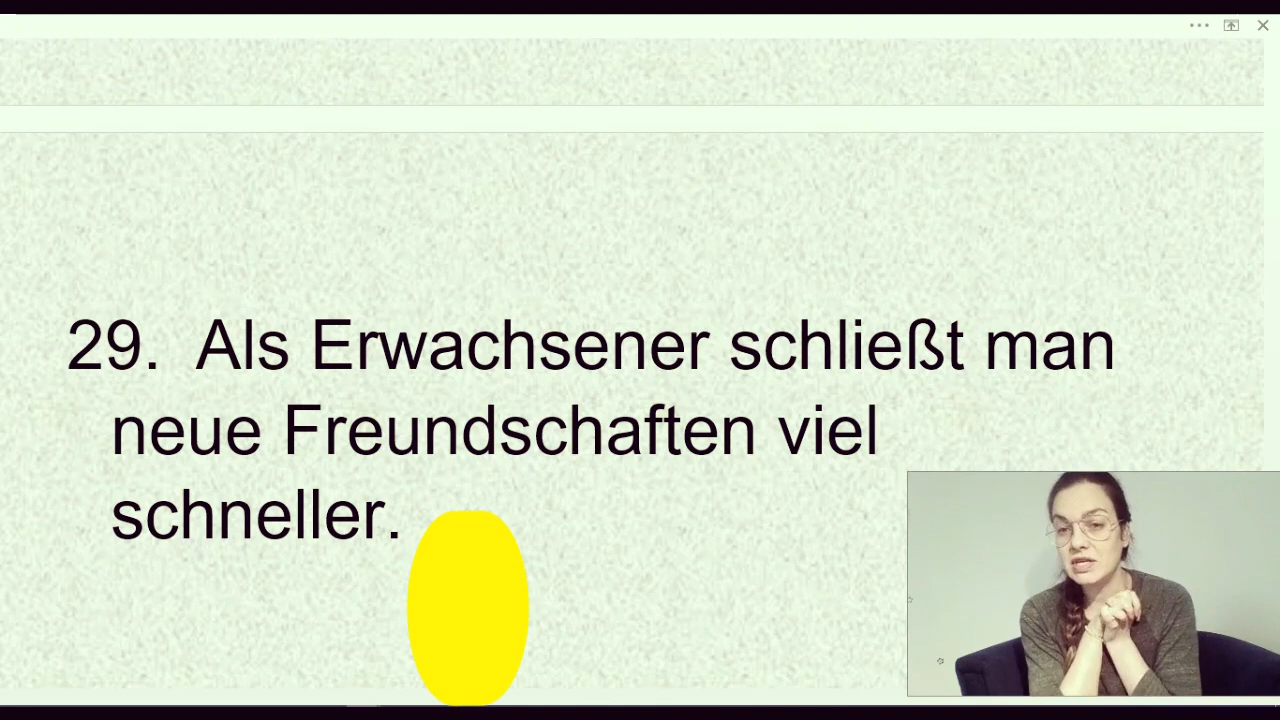 29. Als Erwachsener schließt man
neue Freundschaften viel
schneller.